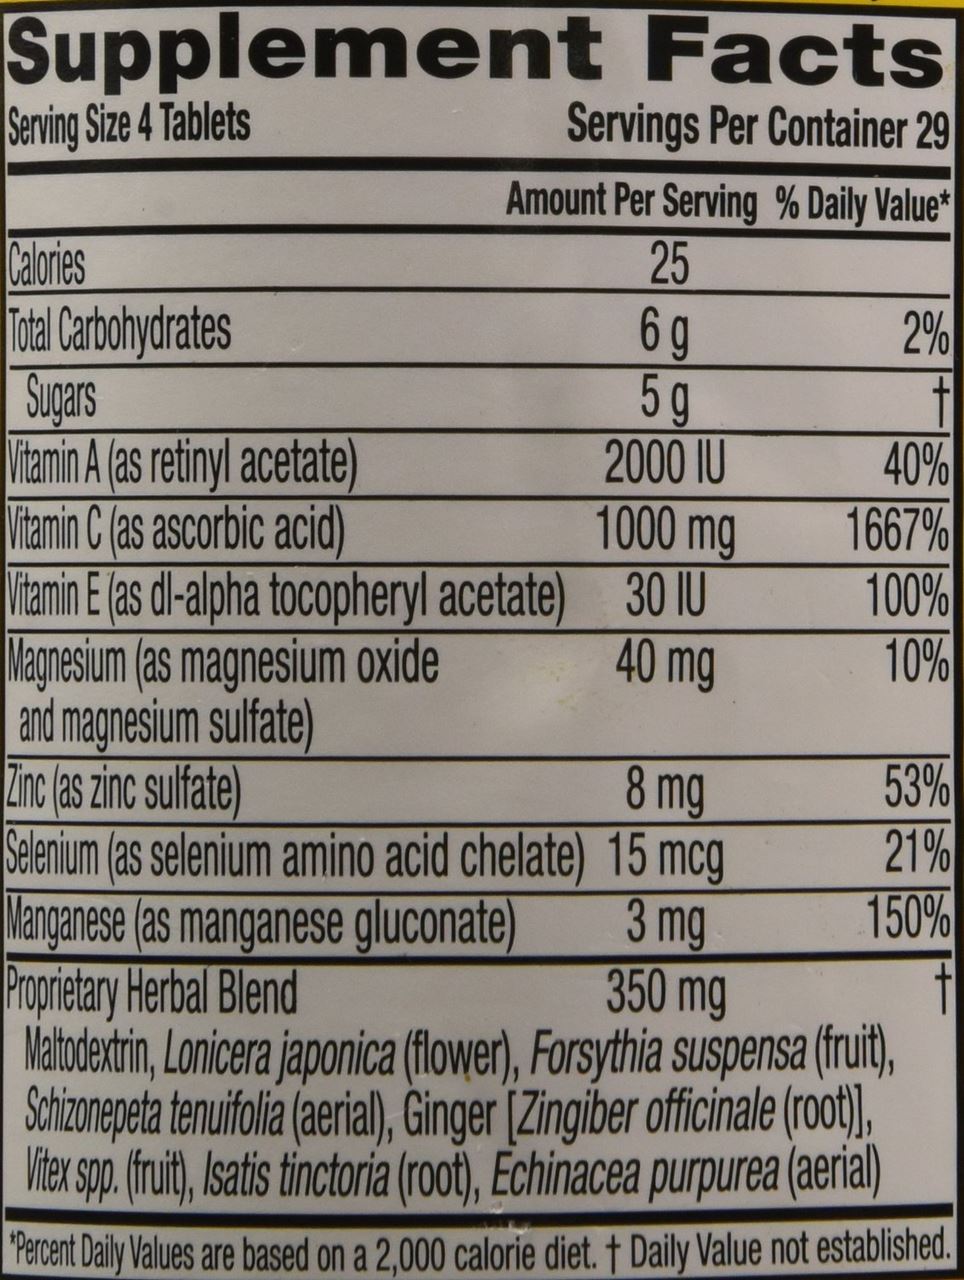 Supplement Facts
Serving Size 4 Tablets Servings Per Container 29
Amount Per Serving % Daily Value*
Calories 25
Total Carbohydrates 6 g 2%
Sugars 5 g †
Vitamin A (as retinyl acetate) 2000 IU 40%
Vitamin C (as ascorbic acid) 1000 mg 1667%
Vitamin E (as dl-alpha tocopheryl acetate) 30 IU 100%
Magnesium (as magnesium oxide 40 mg 10%
and magnesium sulfate)
Zinc (as zinc sulfate) 8 mg 53%
Selenium (as selenium amino acid chelate) 15 mcg 21%
Manganese (as manganese gluconate) 3 mg 150%
Proprietary Herbal Blend 350 mg †
Maltodextrin, Lonicera japonica (flower), Forsythia suspensa (fruit),
Schizonepeta tenuifolia (aerial), Ginger [Zingiber officinale (root)],
Vitex spp. (fruit), Isatis tinctoria (root), Echinacea purpurea (aerial)
*Percent Daily Values are based on a 2,000 calorie diet. † Daily Value not established.